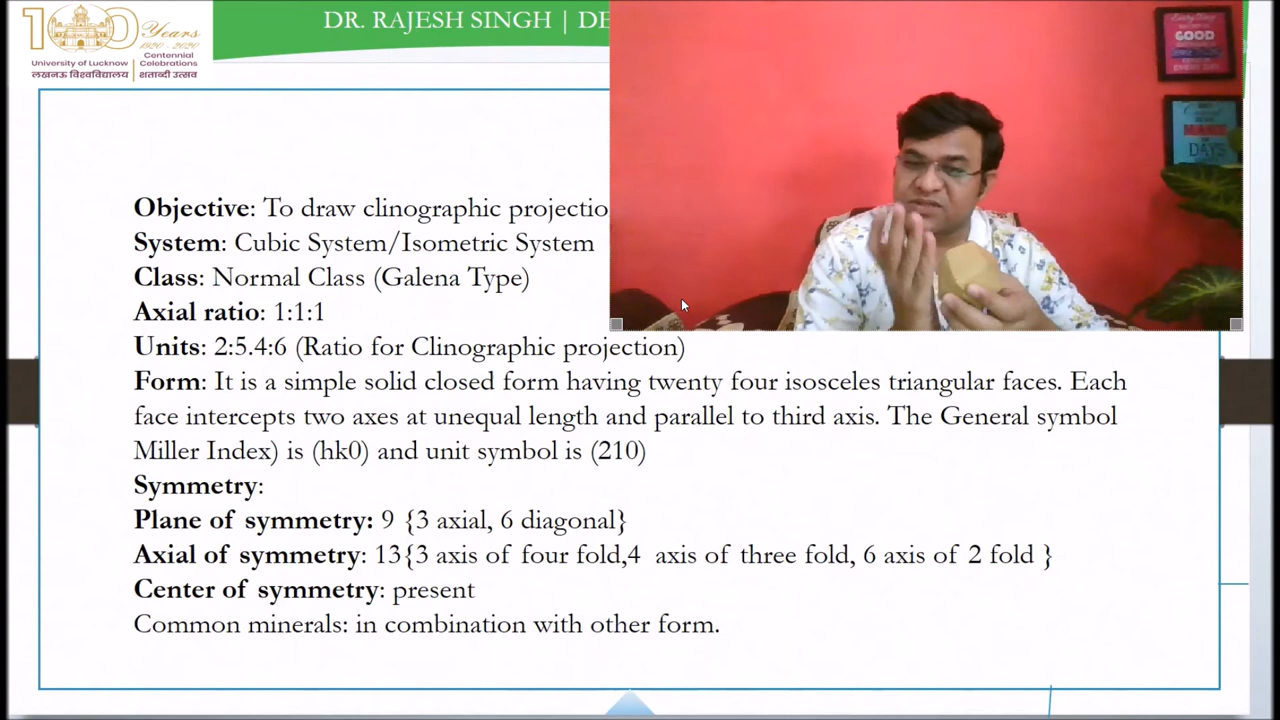 DR. RAJESH SINGH | DE
100 Years
1920 - 2020
University of Lucknow
Centennial Celebrations
लखनऊ विश्वविद्यालय
शताब्दी उत्सव
GOOD
MAKE
DAYS
Objective: To draw clinographic projectio
System: Cubic System/Isometric System
Class: Normal Class (Galena Type)
Axial ratio: 1:1:1
Units: 2:5.4:6 (Ratio for Clinographic projection)
Form: It is a simple solid closed form having twenty four isosceles triangular faces. Each
face intercepts two axes at unequal length and parallel to third axis. The General symbol
Miller Index) is (hk0) and unit symbol is (210)
Symmetry:
Plane of symmetry: 9 {3 axial, 6 diagonal}
Axial of symmetry: 13{3 axis of four fold,4 axis of three fold, 6 axis of 2 fold }
Center of symmetry: present
Common minerals: in combination with other form.